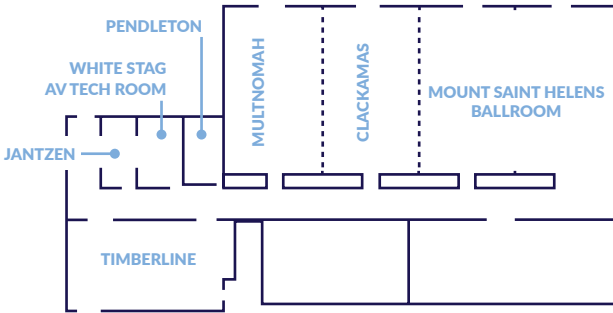 PENDLETON
WHITE STAG
AV TECH ROOM
JANTZEN
MULTNOMAH
CLACKAMAS
MOUNT SAINT HELENS
BALLROOM
TIMBERLINE